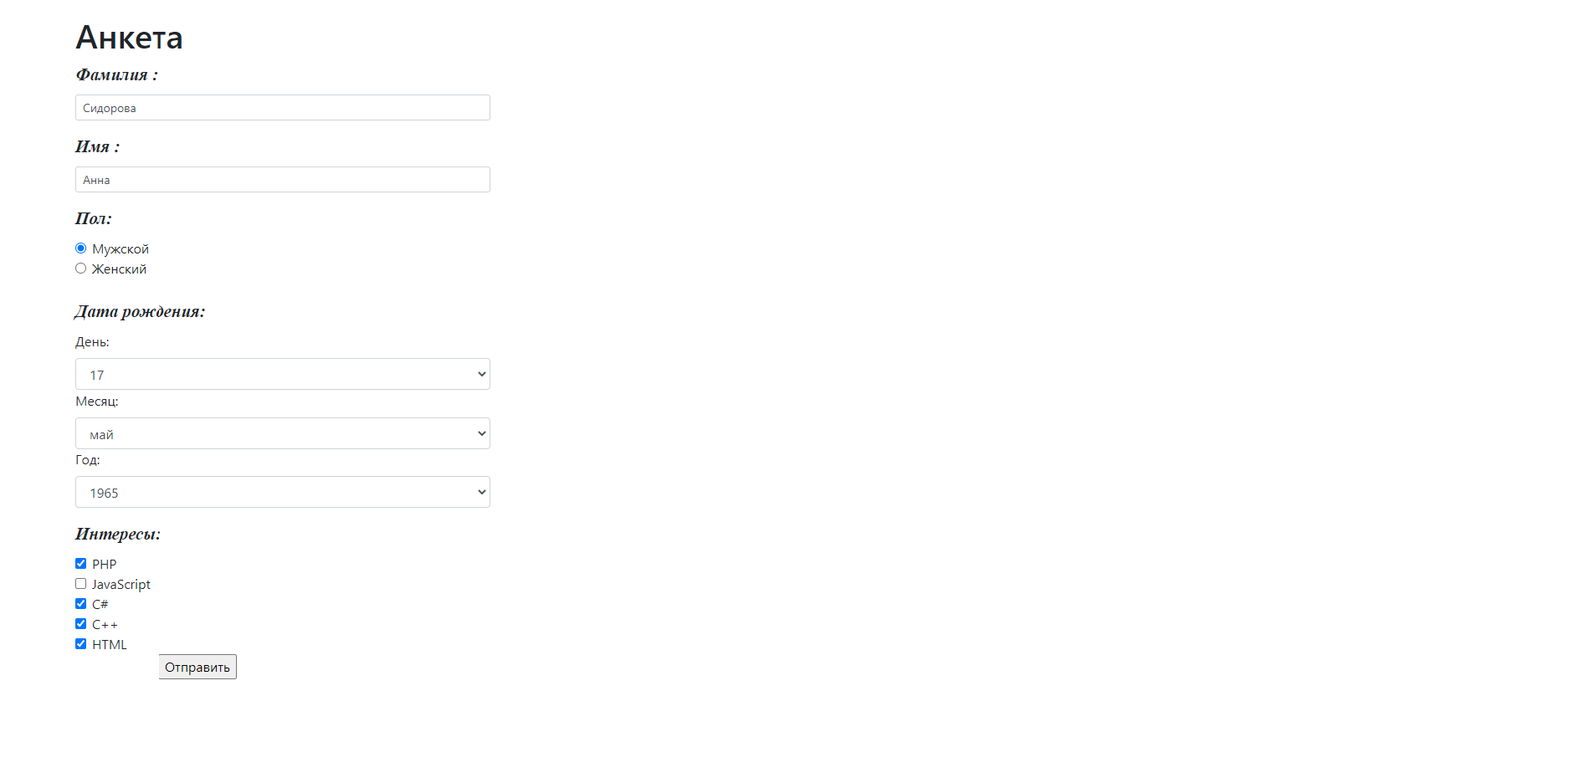 Анкета
Фамилия :
Сидорова
Имя :
Анна
Пол:
Мужской
Женский
Дата рождения:
День:
17
Месяц:
май
Год:
1965
Интересы:
PHP
JavaScript
C#
C++
HTML
Отправить